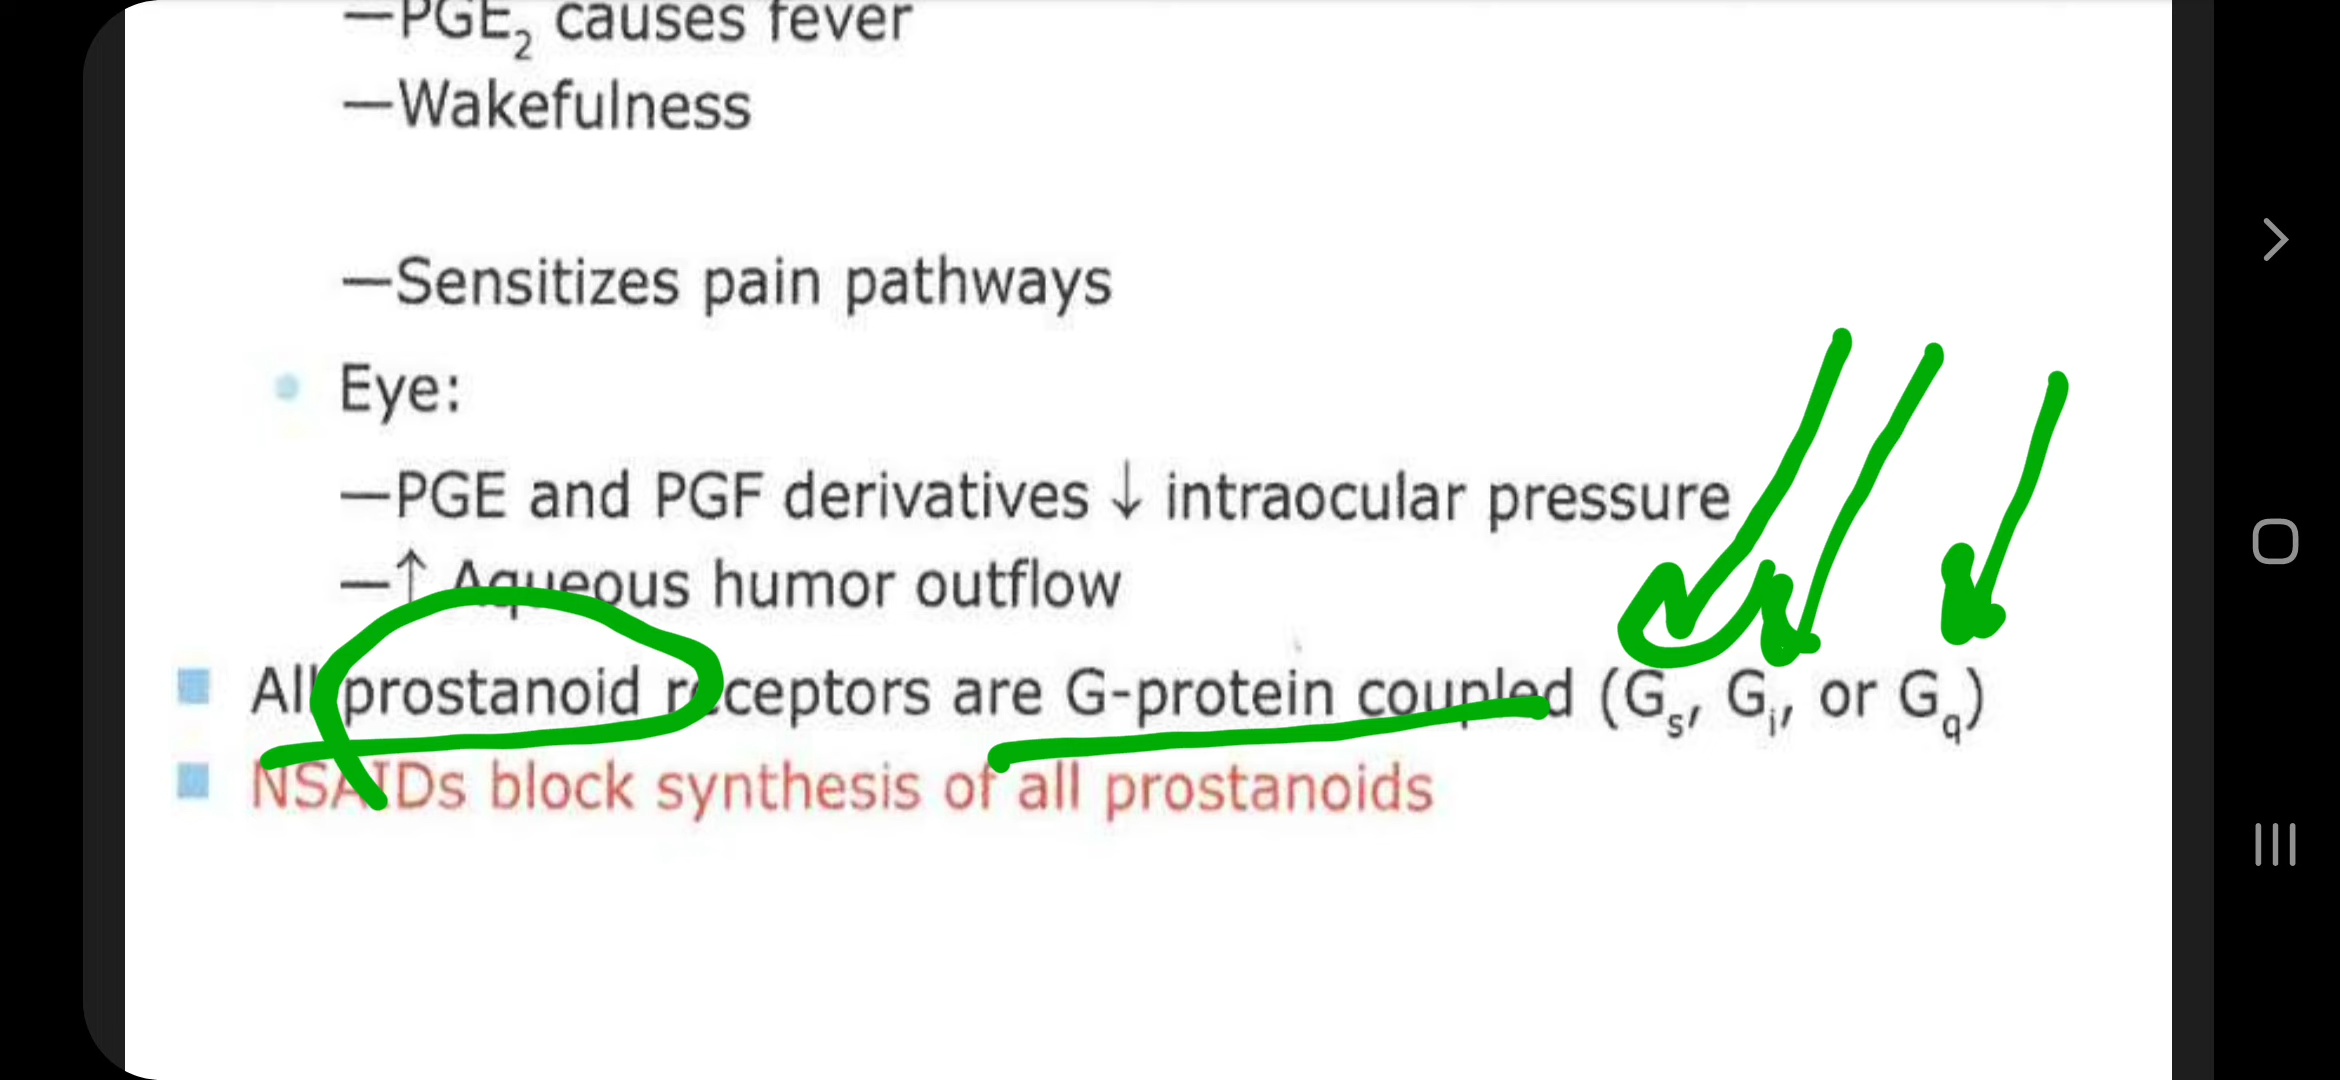 —PGE₂ causes fever
—Wakefulness
—Sensitizes pain pathways
Eye:
—PGE and PGF derivatives ↓ intraocular pressure
—↑ Aqueous humor outflow
All prostanoid receptors are G-protein coupled (Gₛ, Gᵢ, or G_q)
NSAIDs block synthesis of all prostanoids